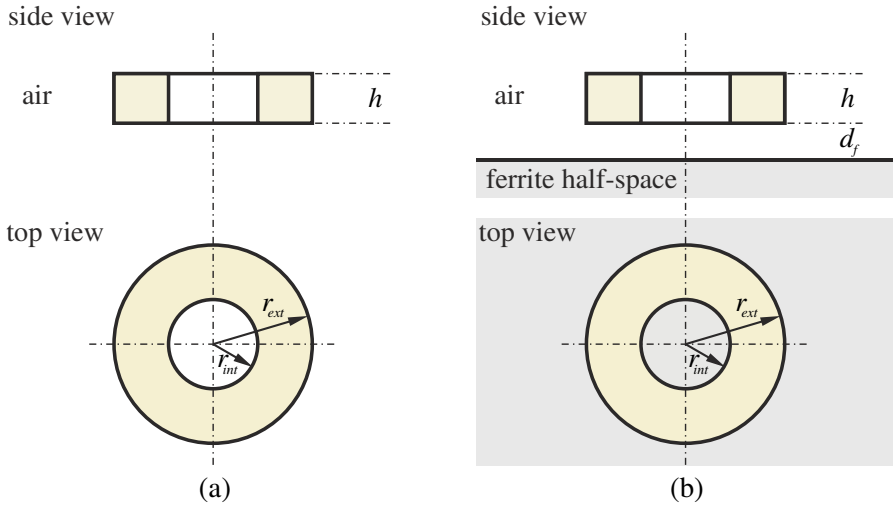 side view
air
h
top view
r_ext
r_int
(a)
side view
air
h
d_f
ferrite half-space
top view
r_ext
r_int
(b)